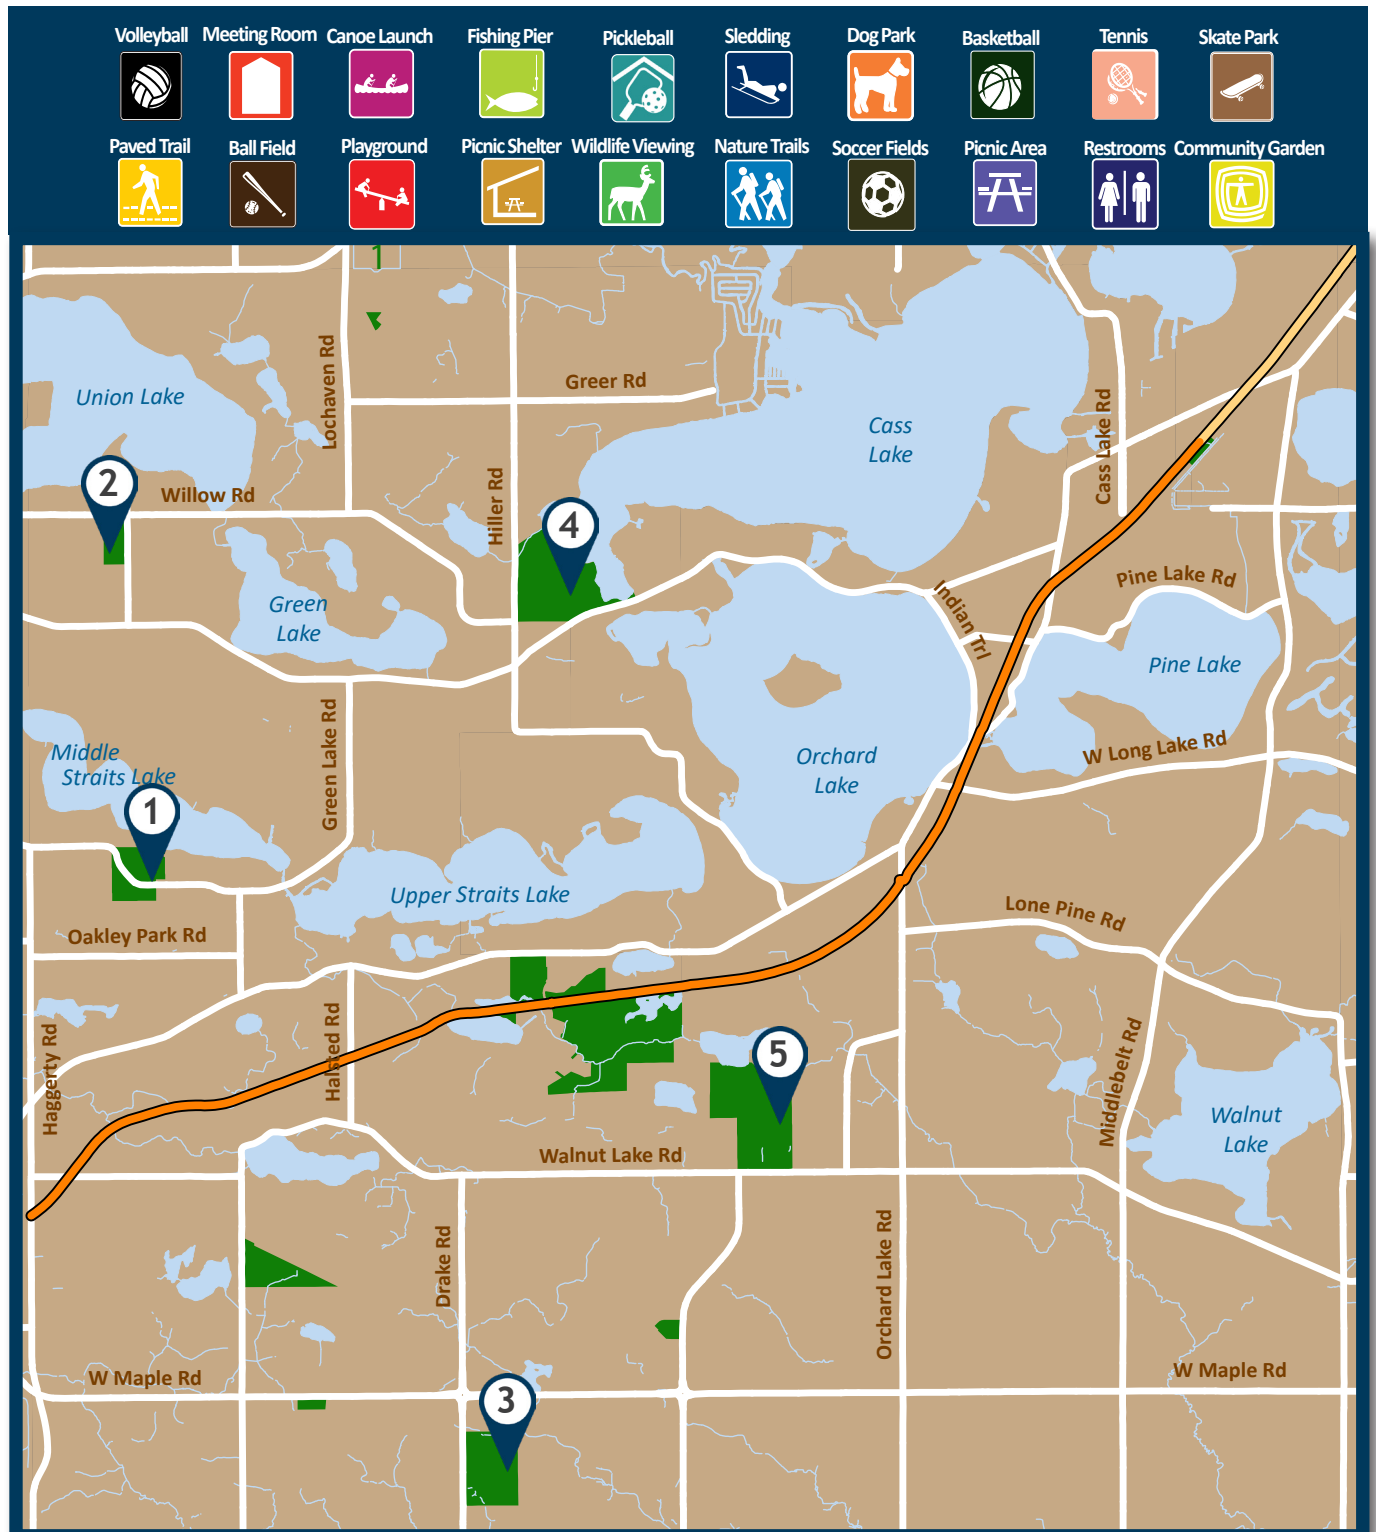 Volleyball
Meeting Room
Canoe Launch
Fishing Pier
Pickleball
Sledding
Dog Park
Basketball
Tennis
Skate Park
Paved Trail
Ball Field
Playground
Picnic Shelter
Wildlife Viewing
Nature Trails
Soccer Fields
Picnic Area
Restrooms
Community Garden
1
Union Lake
Lochaven Rd
Greer Rd
Cass
Lake
Cass Lake Rd
2
Willow Rd
Hiller Rd
4
Green
Lake
Indian Trl
Pine Lake Rd
Pine Lake
Middle
Straits Lake
Green Lake Rd
Orchard
Lake
W Long Lake Rd
1
Upper Straits Lake
Oakley Park Rd
Lone Pine Rd
Haggerty Rd
Halsted Rd
5
Middlebelt Rd
Walnut
Lake
Walnut Lake Rd
Drake Rd
Orchard Lake Rd
W Maple Rd
W Maple Rd
3